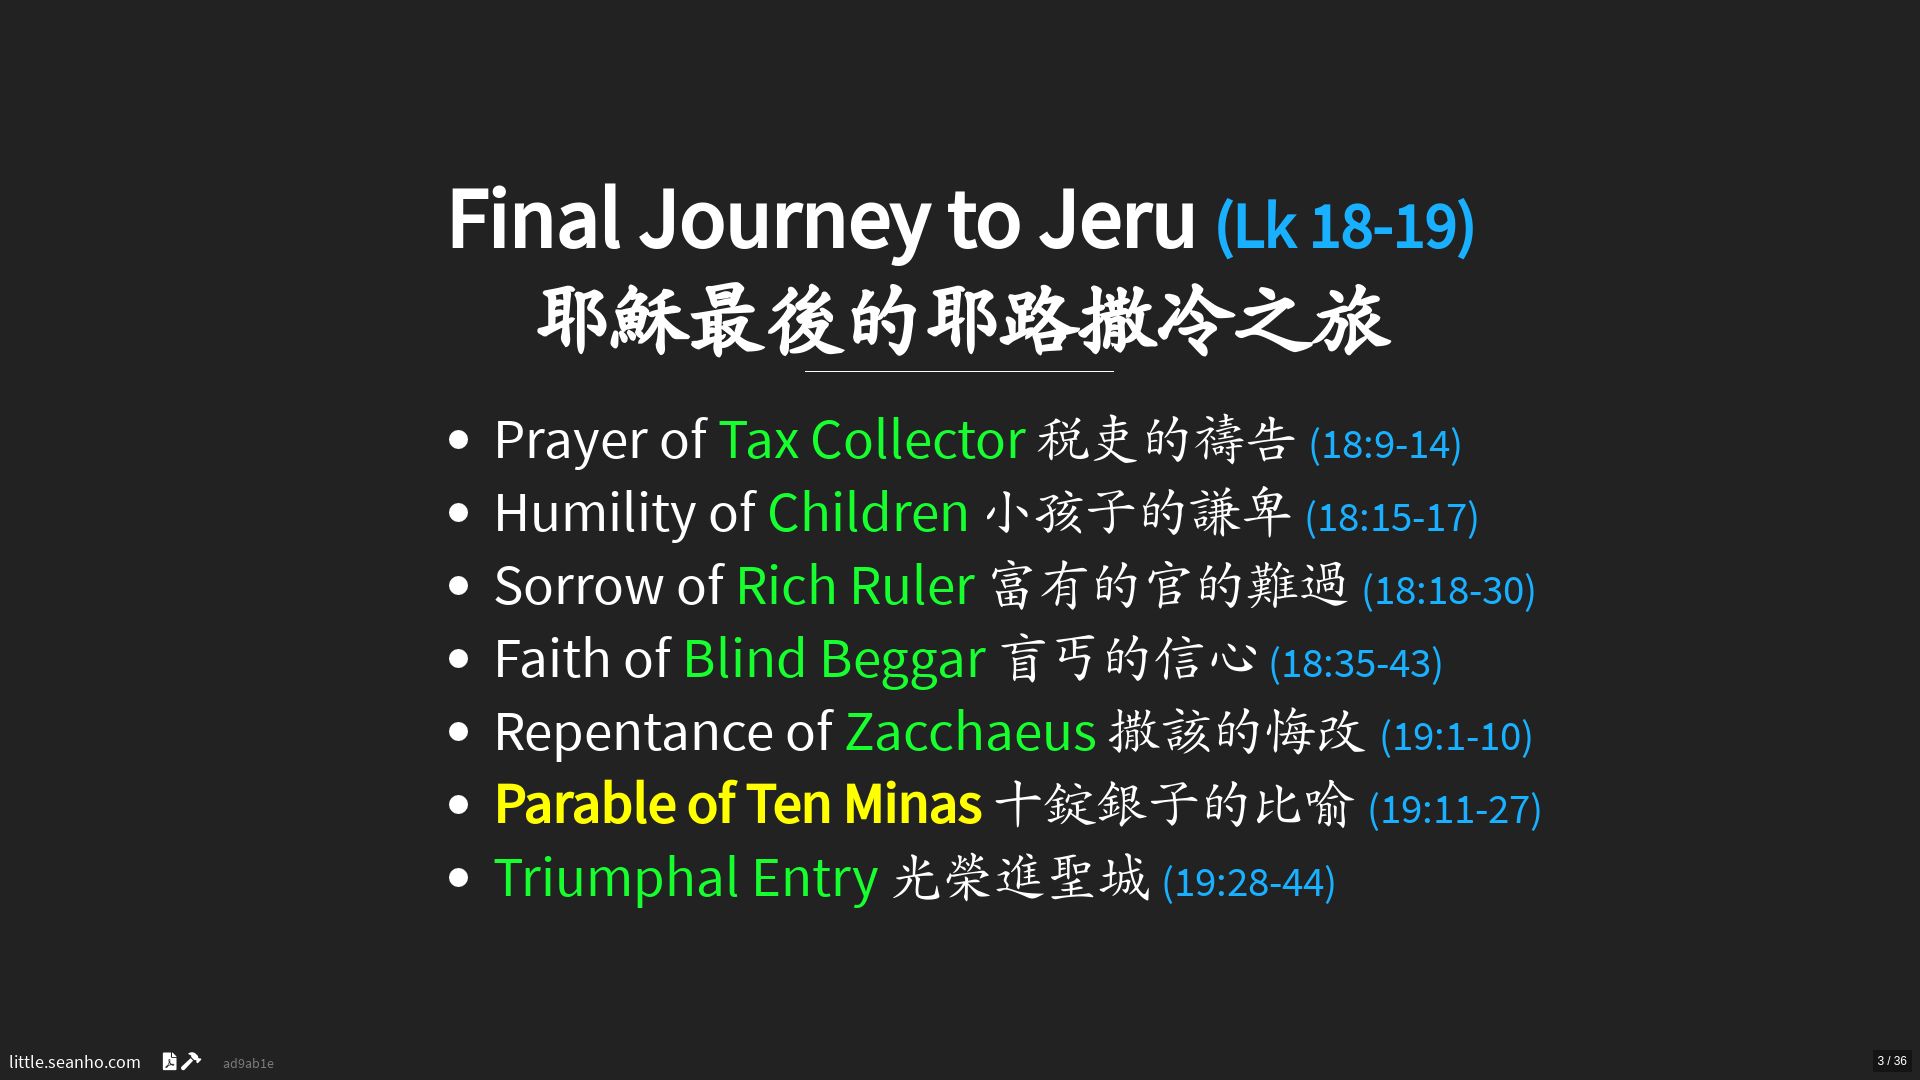 Final Journey to Jeru (Lk 18-19)
耶穌最後的耶路撒冷之旅
Prayer of Tax Collector 税吏的禱告 (18:9-14)
Humility of Children 小孩子的謙卑 (18:15-17)
Sorrow of Rich Ruler 富有的官的難過 (18:18-30)
Faith of Blind Beggar 盲丐的信心 (18:35-43)
Repentance of Zacchaeus 撒該的悔改 (19:1-10)
Parable of Ten Minas 十錠銀子的比喻 (19:11-27)
Triumphal Entry 光榮進聖城 (19:28-44)
little.seanho.com ad9ab1e
3 / 36